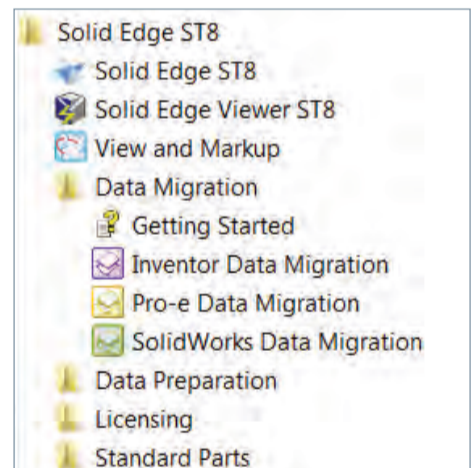 Solid Edge ST8
Solid Edge ST8
Solid Edge Viewer ST8
View and Markup
Data Migration
Getting Started
Inventor Data Migration
Pro-e Data Migration
SolidWorks Data Migration
Data Preparation
Licensing
Standard Parts